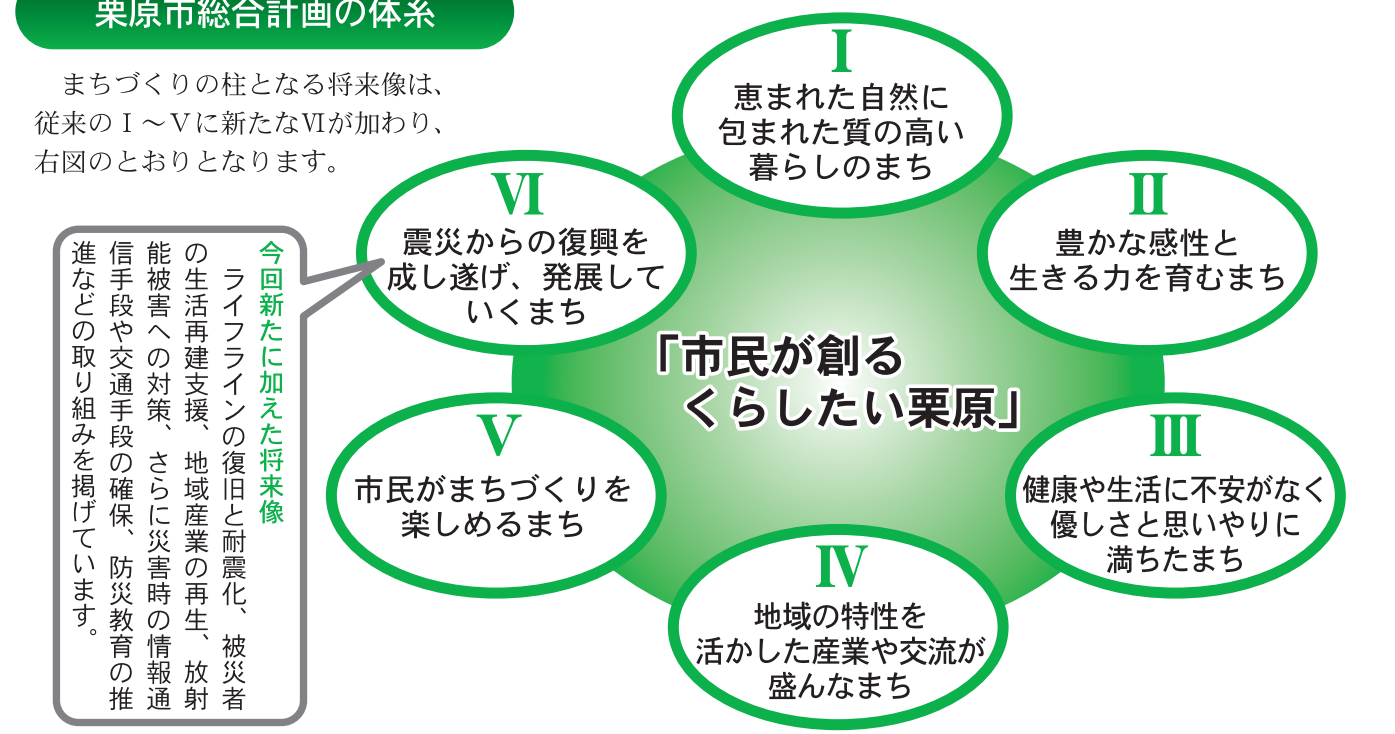 栗原市総合計画の体系
まちづくりの柱となる将来像は、
従来のⅠ～Ⅴに新たなⅥが加わり、
右図のとおりとなります。
今回新たに加えた将来像
ライフラインの復旧と耐震化、被災者
の生活再建支援、地域産業の再生、放射
能被害への対策、さらに災害時の情報通
信手段や交通手段の確保、防災教育の推
進などの取り組みを掲げています。
「市民が創る
くらしたい栗原」
Ⅰ
恵まれた自然に
包まれた質の高い
暮らしのまち
Ⅱ
豊かな感性と
生きる力を育むまち
Ⅲ
健康や生活に不安がなく
優しさと思いやりに
満ちたまち
Ⅳ
地域の特性を
活かした産業や交流が
盛んなまち
Ⅴ
市民がまちづくりを
楽しめるまち
Ⅵ
震災からの復興を
成し遂げ、発展して
いくまち